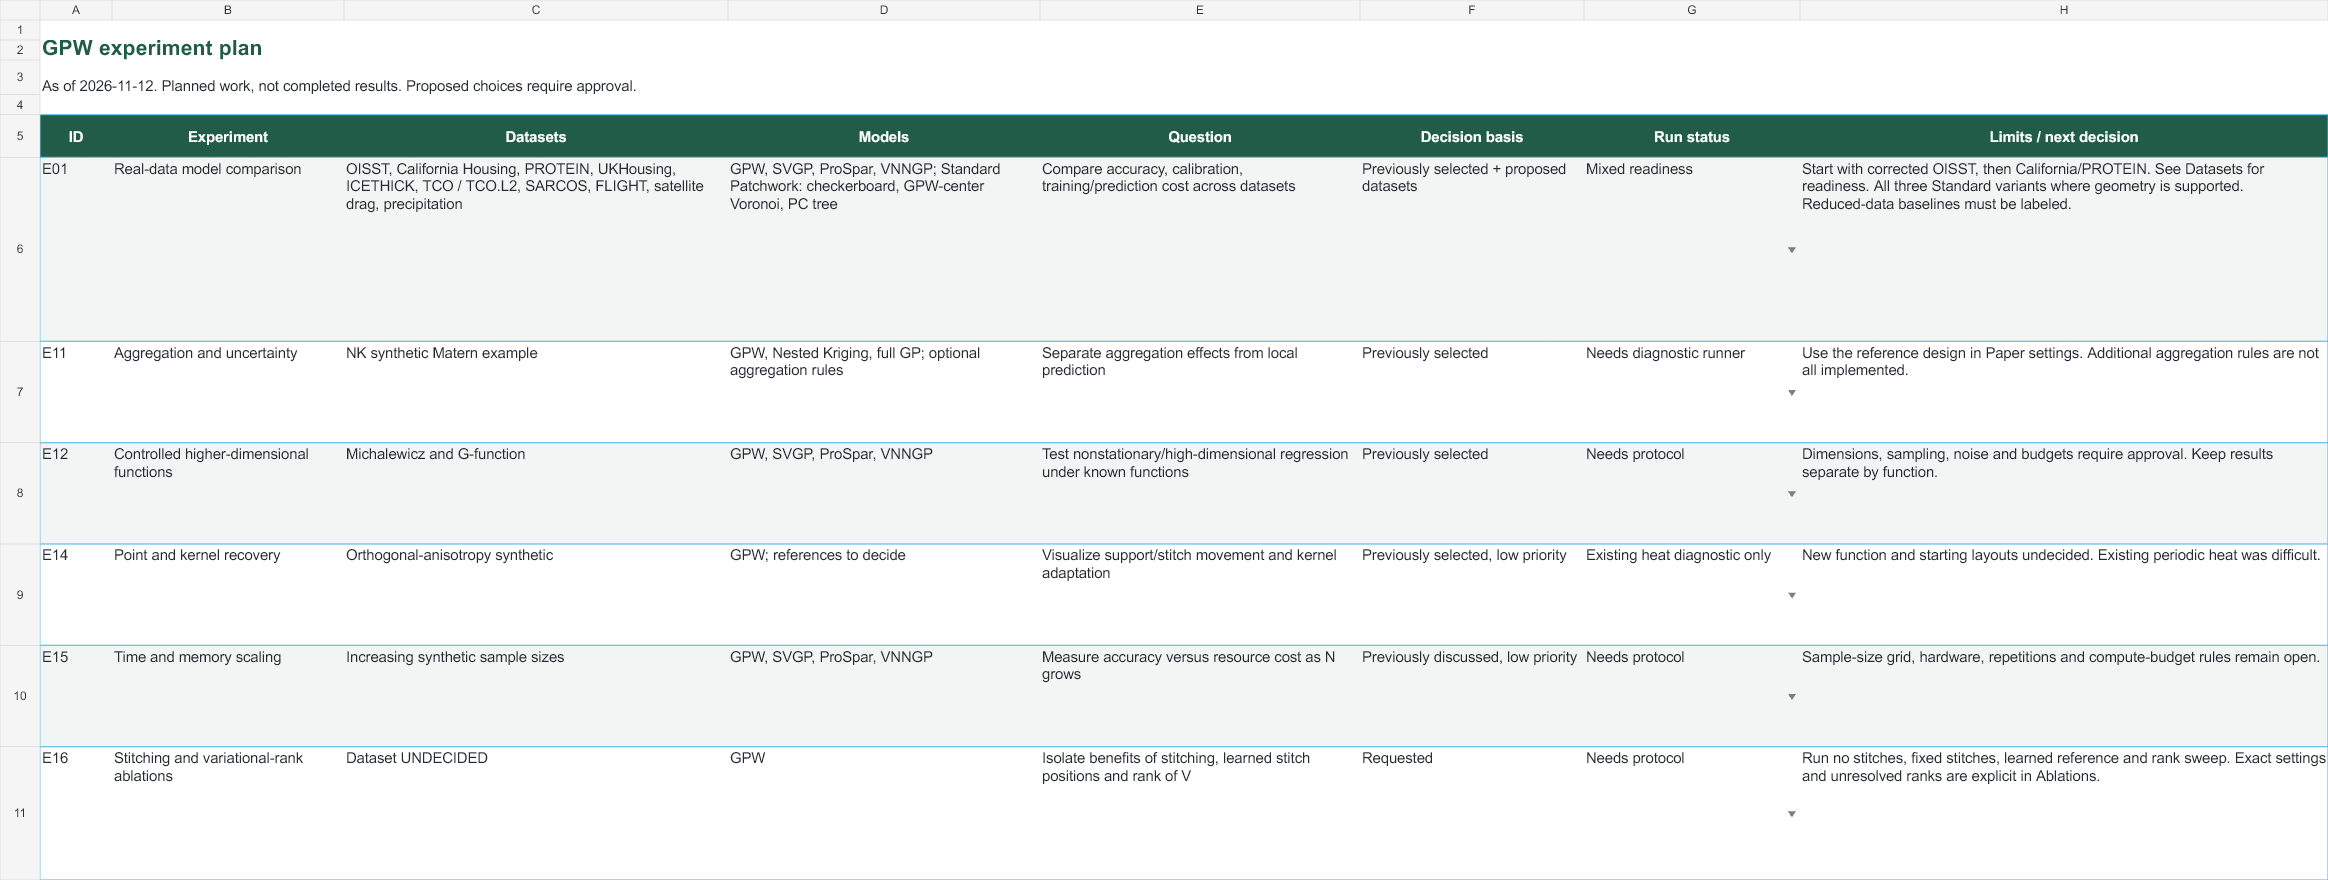 A B C D E F G H
1
2 GPW experiment plan
3 As of 2026-11-12. Planned work, not completed results. Proposed choices require approval.
4
5 ID Experiment Datasets Models Question Decision basis Run status Limits / next decision
E01 Real-data model comparison OISST, California Housing, PROTEIN, UKHousing, GPW, SVGP, ProSpar, VNNGP; Standard Compare accuracy, calibration, Previously selected + proposed Mixed readiness Start with corrected OISST, then California/PROTEIN. See Datasets for
ICETHICK, TCO / TCO.L2, SARCOS, FLIGHT, satellite Patchwork: checkerboard, GPW-center training/prediction cost across datasets datasets readiness. All three Standard variants where geometry is supported.
drag, precipitation Voronoi, PC tree Reduced-data baselines must be labeled.
6
E11 Aggregation and uncertainty NK synthetic Matern example GPW, Nested Kriging, full GP; optional Separate aggregation effects from local Previously selected Needs diagnostic runner Use the reference design in Paper settings. Additional aggregation rules are not
aggregation rules prediction all implemented.
7
E12 Controlled higher-dimensional Michalewicz and G-function GPW, SVGP, ProSpar, VNNGP Test nonstationary/high-dimensional regression Previously selected Needs protocol Dimensions, sampling, noise and budgets require approval. Keep results
functions under known functions separate by function.
8
E14 Point and kernel recovery Orthogonal-anisotropy synthetic GPW; references to decide Visualize support/stitch movement and kernel Previously selected, low priority Existing heat diagnostic only New function and starting layouts undecided. Existing periodic heat was difficult.
adaptation
9
E15 Time and memory scaling Increasing synthetic sample sizes GPW, SVGP, ProSpar, VNNGP Measure accuracy versus resource cost as N Previously discussed, low priority Needs protocol Sample-size grid, hardware, repetitions and compute-budget rules remain open.
grows
10
E16 Stitching and variational-rank Dataset UNDECIDED GPW Isolate benefits of stitching, learned stitch Requested Needs protocol Run no stitches, fixed stitches, learned reference and rank sweep. Exact settings
ablations positions and rank of V and unresolved ranks are explicit in Ablations.
11